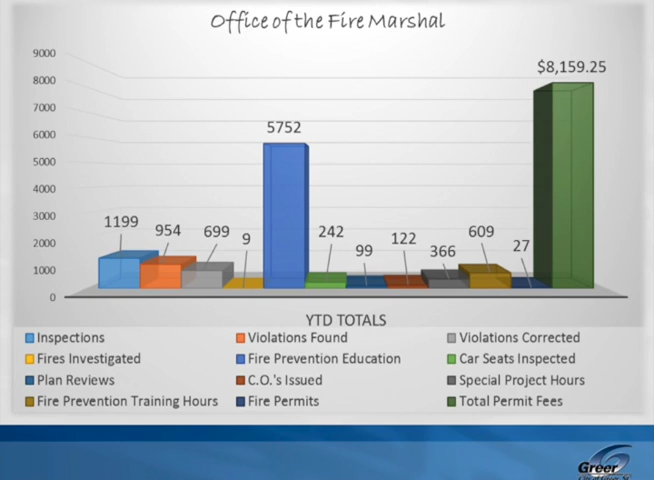 Office of the Fire Marshal
9000
8000
7000
6000
5000
4000
3000
2000
1000
0
1199
954
699
9
5752
242
99
122
366
609
27
$8,159.25
YTD TOTALS
Inspections
Violations Found
Violations Corrected
Fires Investigated
Fire Prevention Education
Car Seats Inspected
Plan Reviews
C.O.'s Issued
Special Project Hours
Fire Prevention Training Hours
Fire Permits
Total Permit Fees
Greer